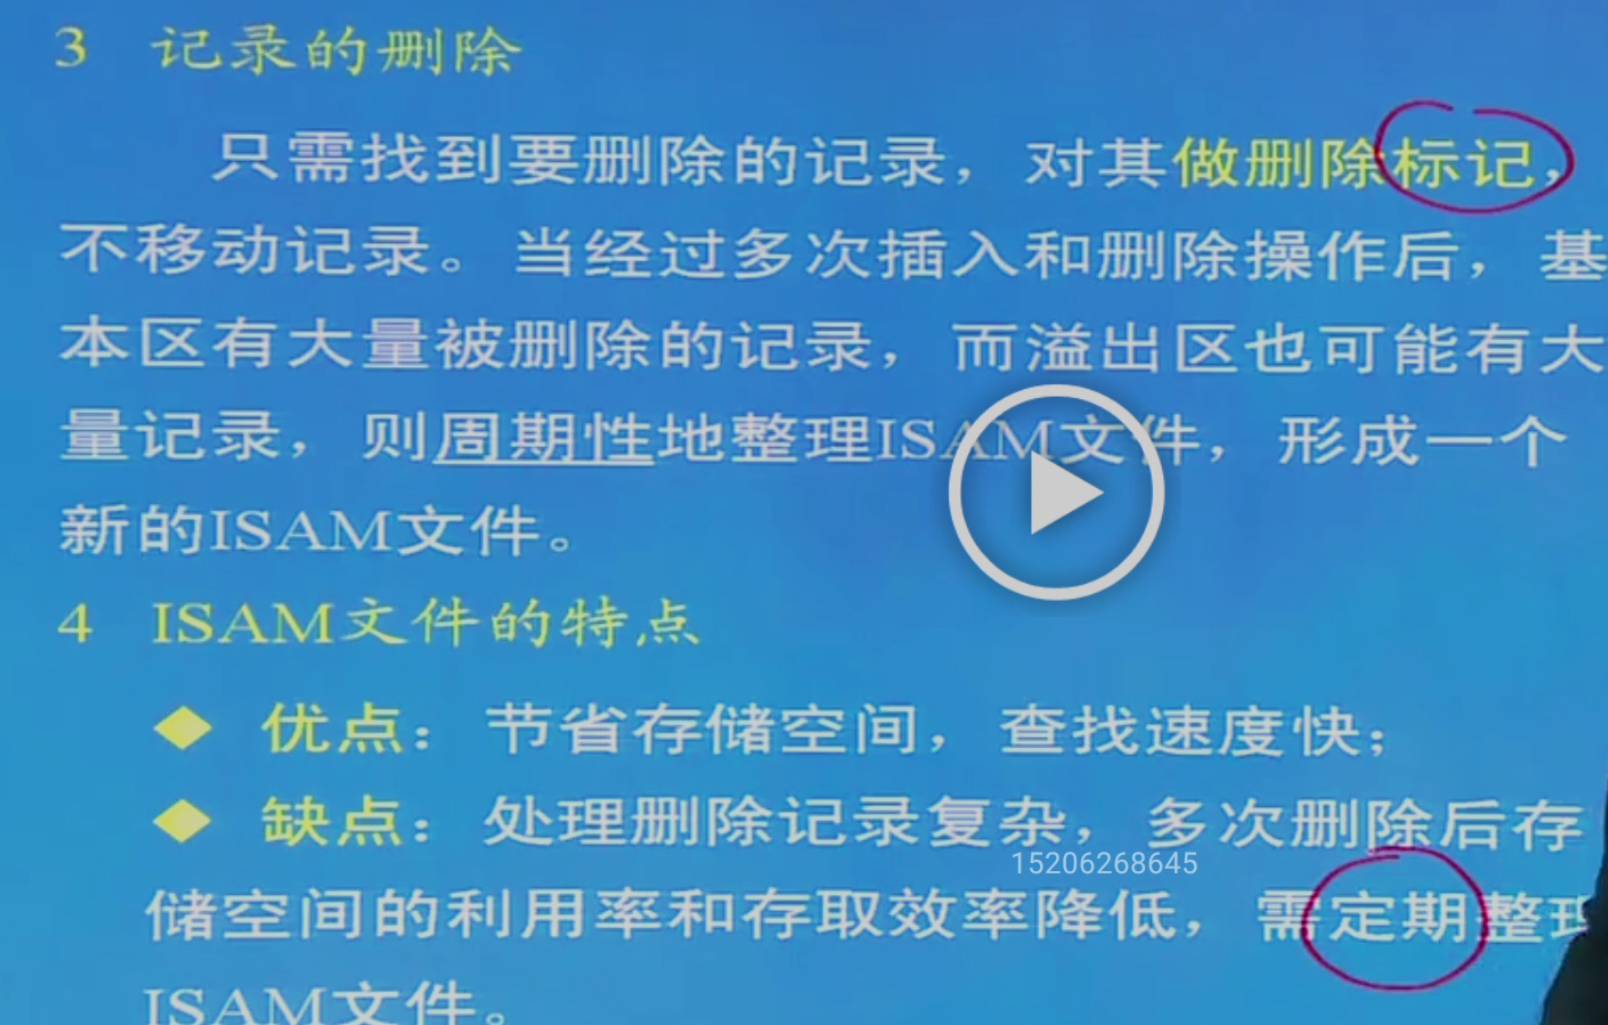 3 记录的删除
只需找到要删除的记录，对其做删除标记，
不移动记录。当经过多次插入和删除操作后，基
本区有大量被删除的记录，而溢出区也可能有大
量记录，则周期性地整理ISAM文件，形成一个
新的ISAM文件。
4 ISAM文件的特点
◆ 优点：节省存储空间，查找速度快；
◆ 缺点：处理删除记录复杂，多次删除后存
15206268645
储空间的利用率和存取效率降低，需定期整理
ISAM文件。